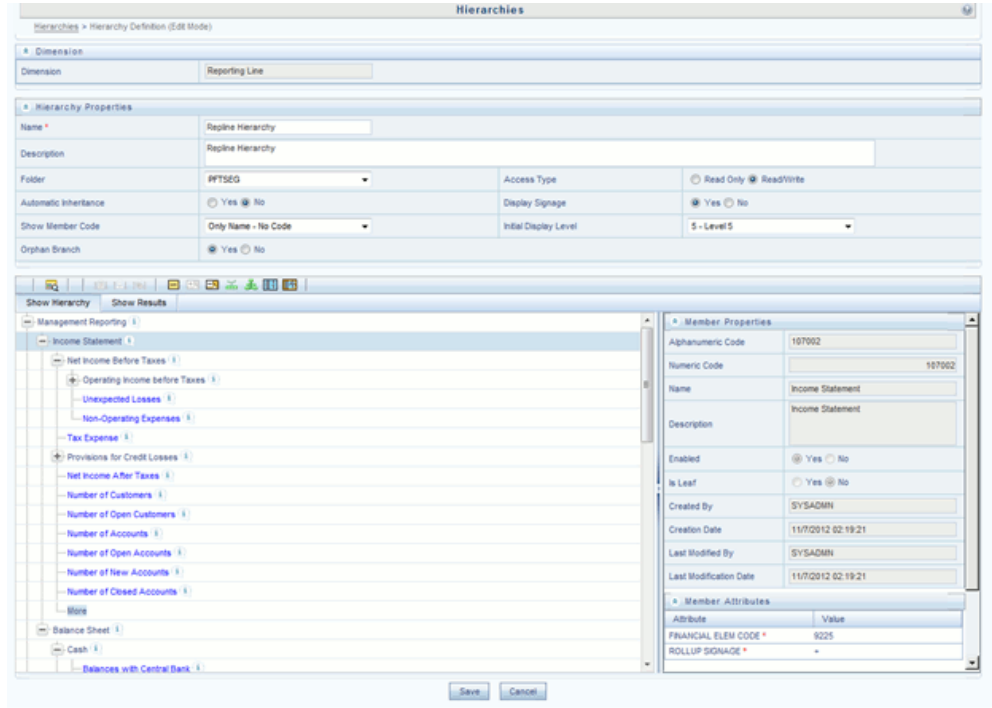 Hierarchies
Hierarchies > Hierarchy Definition (Edit Mode)
Dimension
Dimension Reporting Line
Hierarchy Properties
Name * Repline Hierarchy
Description Repline Hierarchy
Folder PFTSEG Access Type Read Only Read/Write
Automatic Inheritance Yes No Display Signage Yes No
Show Member Code Only Name - No Code Initial Display Level 5 - Level 5
Orphan Branch Yes No
Show Hierarchy Show Results
Management Reporting
Income Statement
Net Income Before Taxes
Operating Income before Taxes
Unexpected Losses
Non-Operating Expenses
Tax Expense
Provisions for Credit Losses
Net Income After Taxes
Number of Customers
Number of Open Customers
Number of Accounts
Number of Open Accounts
Number of New Accounts
Number of Closed Accounts
More
Balance Sheet
Cash
Balances with Central Bank
Member Properties
Alphanumeric Code 107002
Numeric Code 107002
Name Income Statement
Description Income Statement
Enabled Yes No
Is Leaf Yes No
Created By SYSADMN
Creation Date 11/7/2012 02:19:21
Last Modified By SYSADMN
Last Modification Date 11/7/2012 02:19:21
Member Attributes
Attribute Value
FINANCIAL ELEM CODE * 9225
ROLLUP SIGNAGE *
Save Cancel